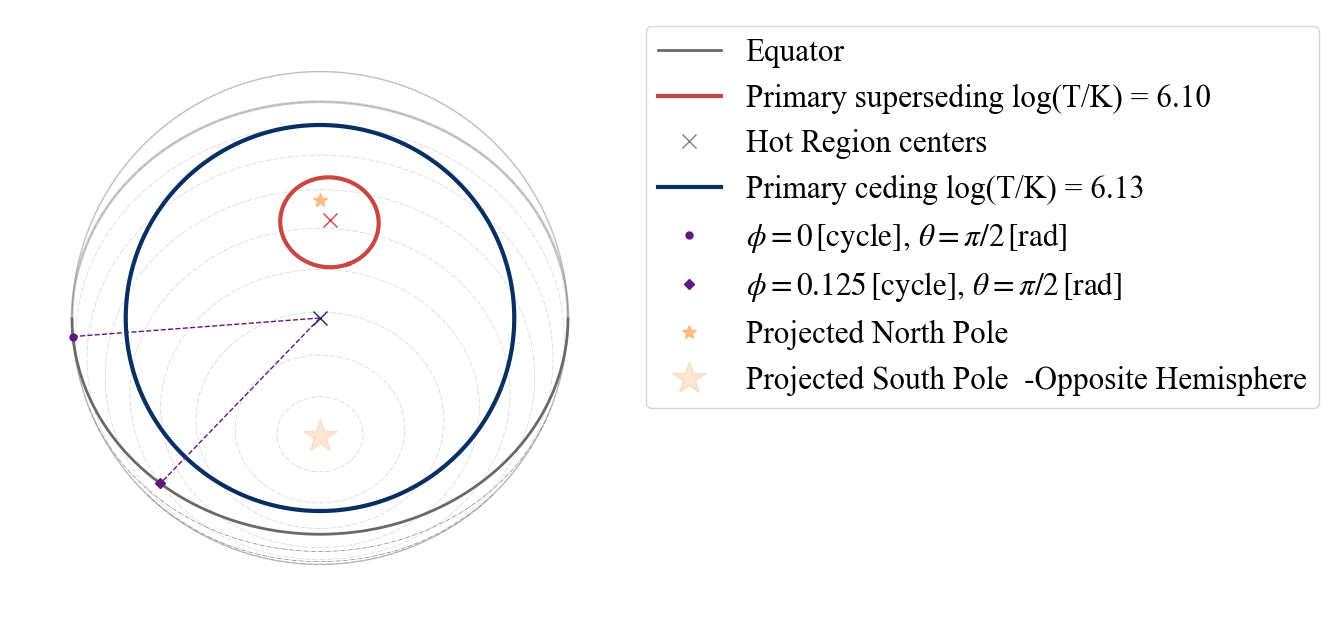 Equator
Primary superseding log(T/K) = 6.10
Hot Region centers
Primary ceding log(T/K) = 6.13
ϕ = 0 [cycle], θ = π/2 [rad]
ϕ = 0.125 [cycle], θ = π/2 [rad]
Projected North Pole
Projected South Pole  -Opposite Hemisphere